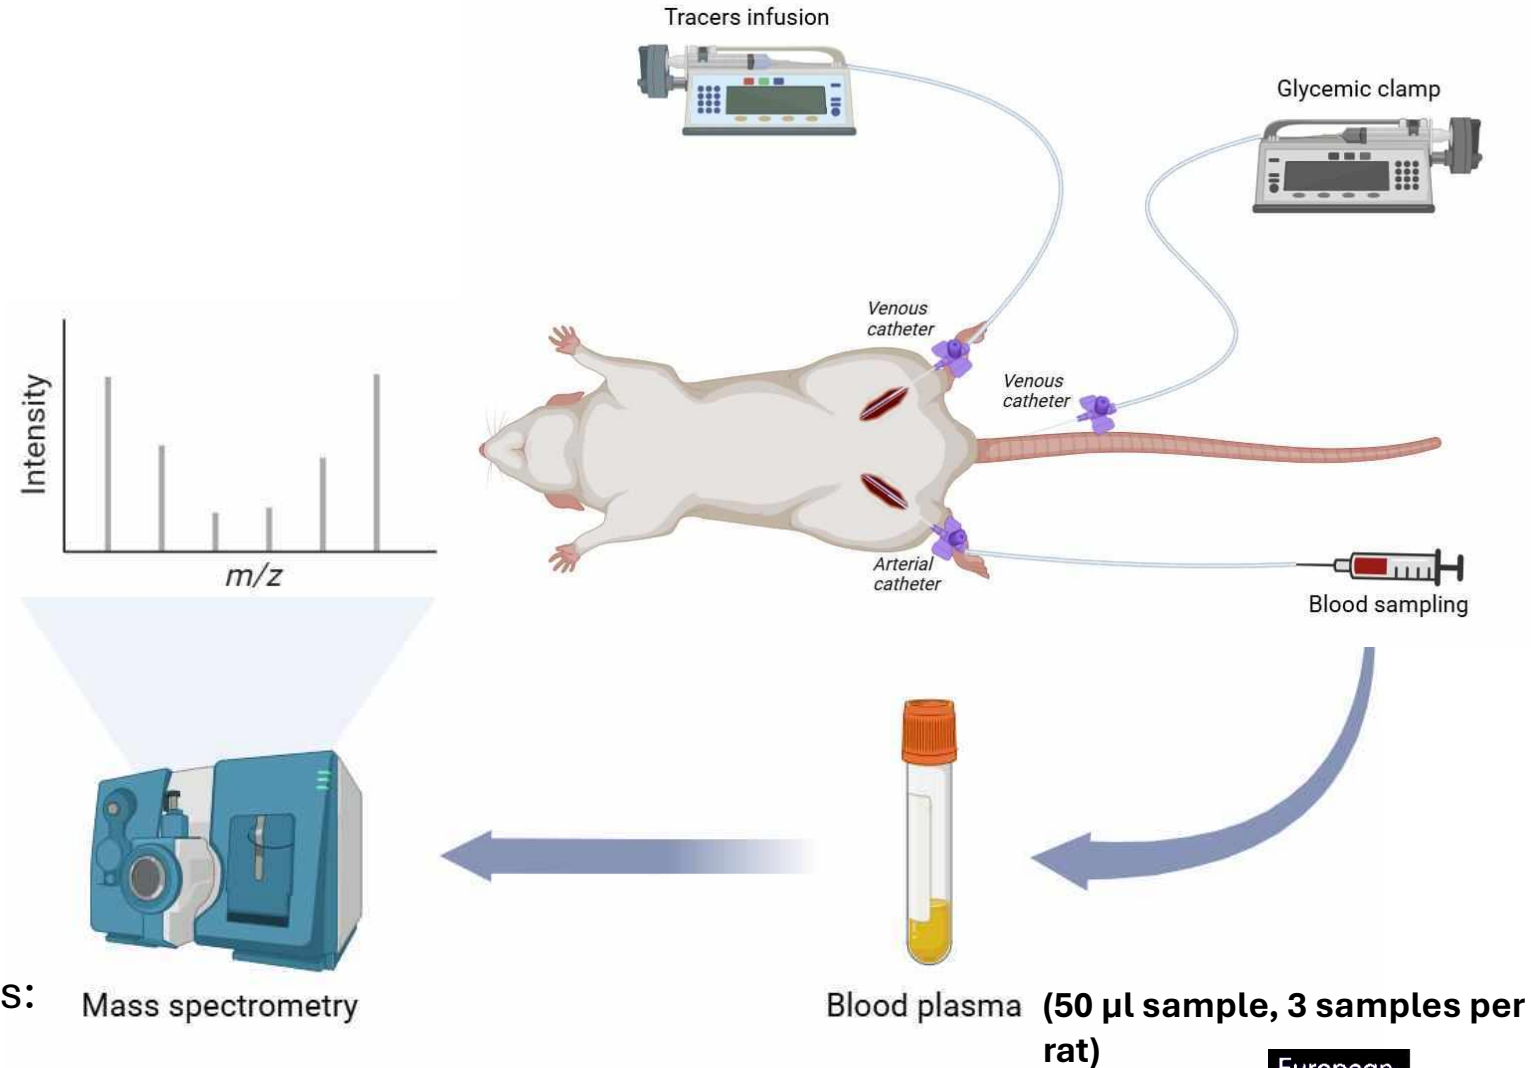 Tracers infusion
Glycemic clamp
Venous
catheter
Venous
catheter
Intensity
m/z
Arterial
catheter
Blood sampling
s:
Mass spectrometry
Blood plasma
(50 µl sample, 3 samples per
rat)
European